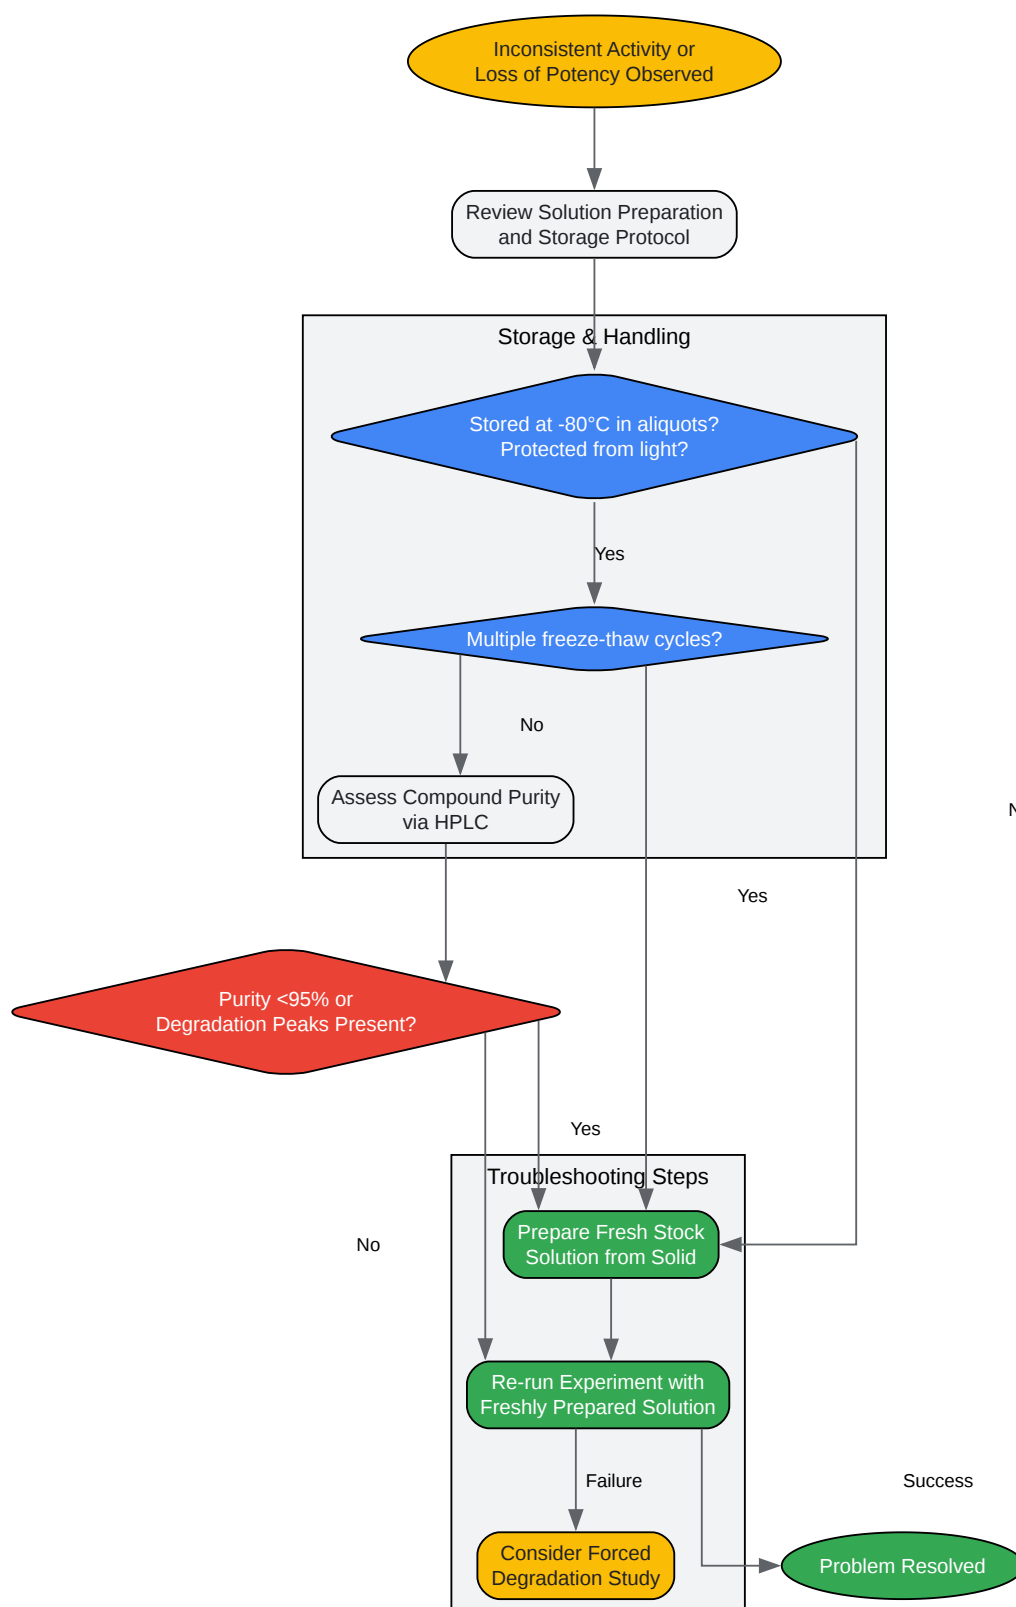 Inconsistent Activity or
Loss of Potency Observed
Review Solution Preparation
and Storage Protocol
Storage & Handling
Stored at -80°C in aliquots?
Protected from light?
Yes
Multiple freeze-thaw cycles?
No
Assess Compound Purity
via HPLC
Yes
Purity <95% or
Degradation Peaks Present?
Yes
Troubleshooting Steps
Prepare Fresh Stock
Solution from Solid
No
Re-run Experiment with
Freshly Prepared Solution
Failure
Success
Consider Forced
Degradation Study
Problem Resolved